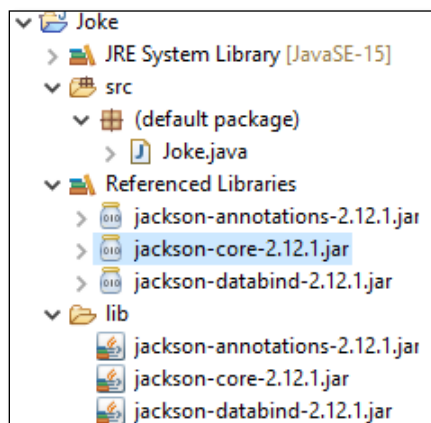 Joke
JRE System Library [JavaSE-15]
src
(default package)
Joke.java
Referenced Libraries
jackson-annotations-2.12.1.jar
jackson-core-2.12.1.jar
jackson-databind-2.12.1.jar
lib
jackson-annotations-2.12.1.jar
jackson-core-2.12.1.jar
jackson-databind-2.12.1.jar